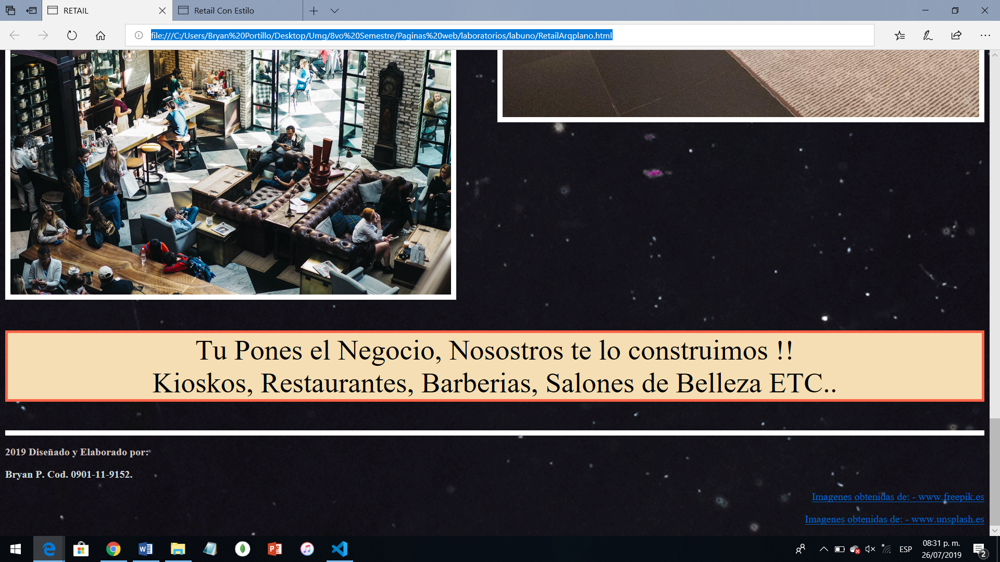 RETAIL
Retail Con Estilo
file:///C:/Users/Bryan%20Portillo/Desktop/Umg/8vo%20Semestre/Paginas%20web/laboratorios/labuno/RetailArqplano.html
Tu Pones el Negocio, Nosostros te lo construimos !!
Kioskos, Restaurantes, Barberias, Salones de Belleza ETC..
2019 Diseñado y Elaborado por:
Bryan P. Cod. 0901-11-9152.
Imagenes obtenidas de: - www.freepik.es
Imagenes obtenidas de: - www.unsplash.es
ESP
08:31 p. m.
26/07/2019
2